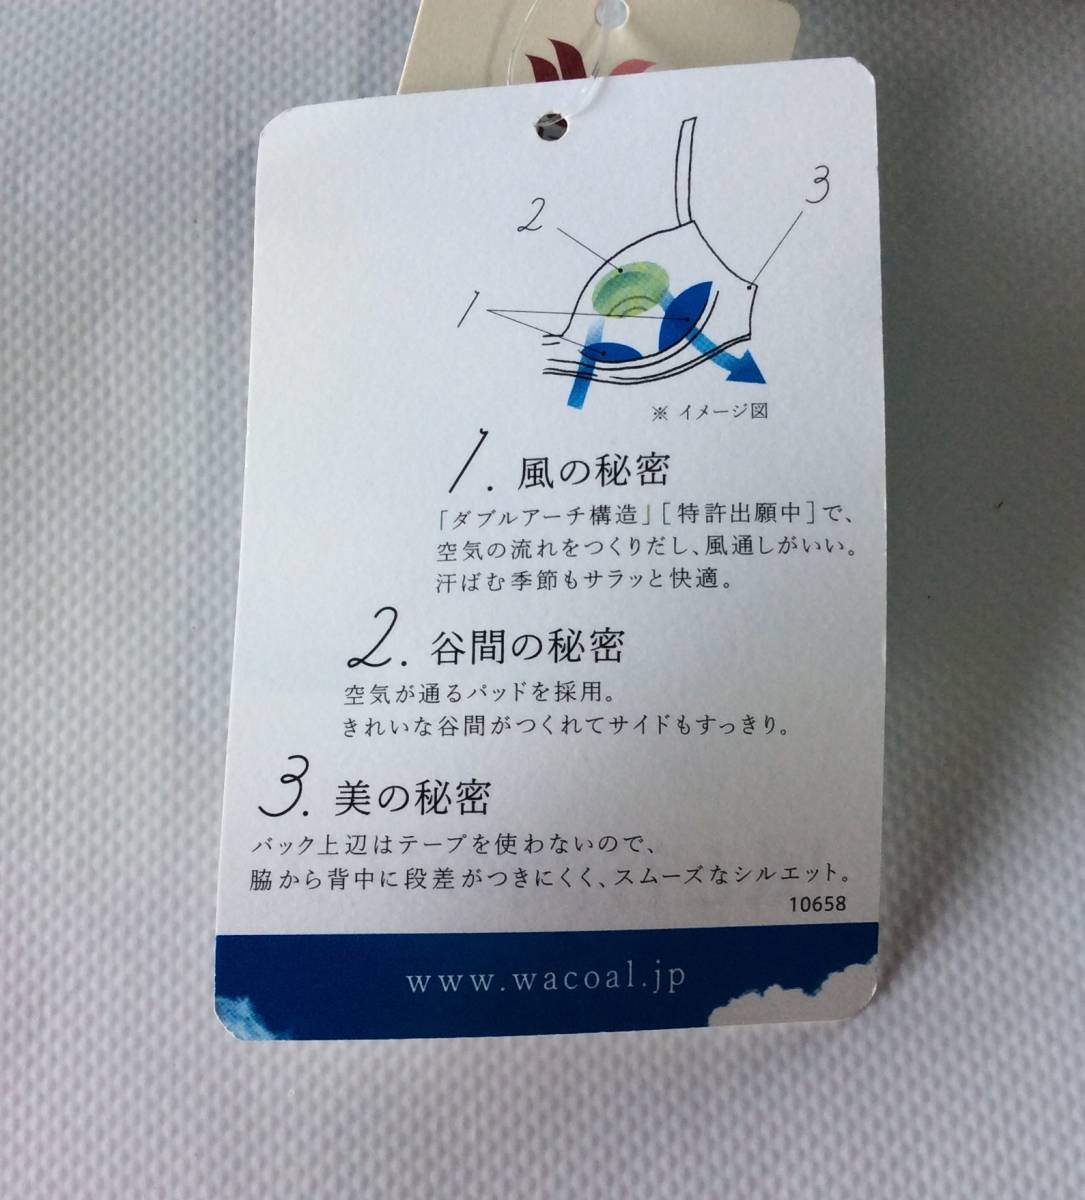 2
3
1
※ イメージ図
1. 風の秘密
「ダブルアーチ構造」[特許出願中]で、
空気の流れをつくりだし、風通しがいい。
汗ばむ季節もサラッと快適。
2. 谷間の秘密
空気が通るパッドを採用。
きれいな谷間がつくれてサイドもすっきり。
3. 美の秘密
バック上辺はテープを使わないので、
脇から背中に段差がつきにくく、スムーズなシルエット。
10658
www.wacoal.jp